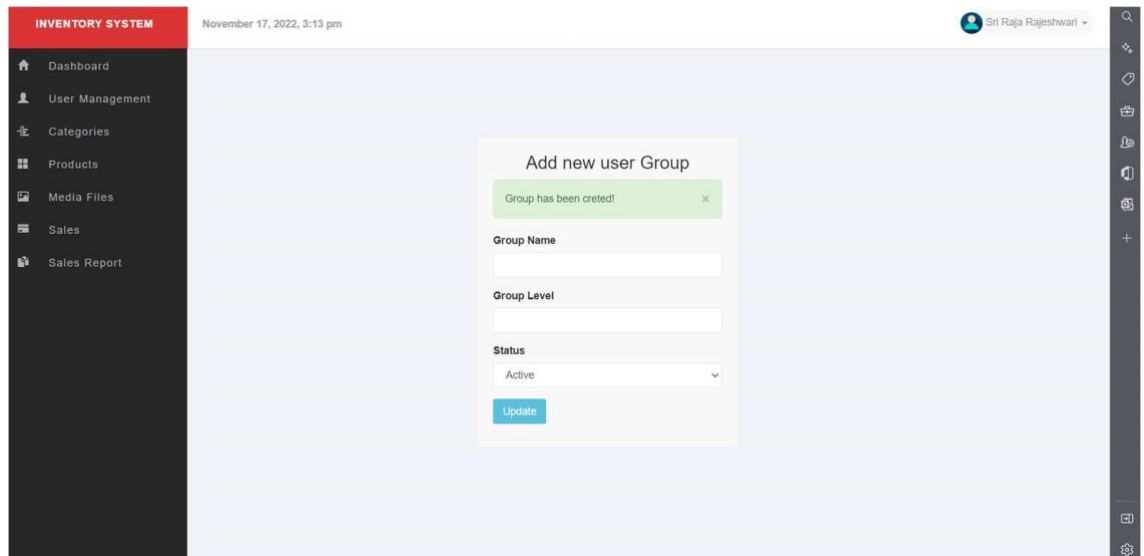 INVENTORY SYSTEM
November 17, 2022, 3:13 pm
Sri Raja Rajeshwari
Dashboard
User Management
Categories
Products
Media Files
Sales
Sales Report
Add new user Group
Group has been creted!
×
Group Name
Group Level
Status
Active
Update